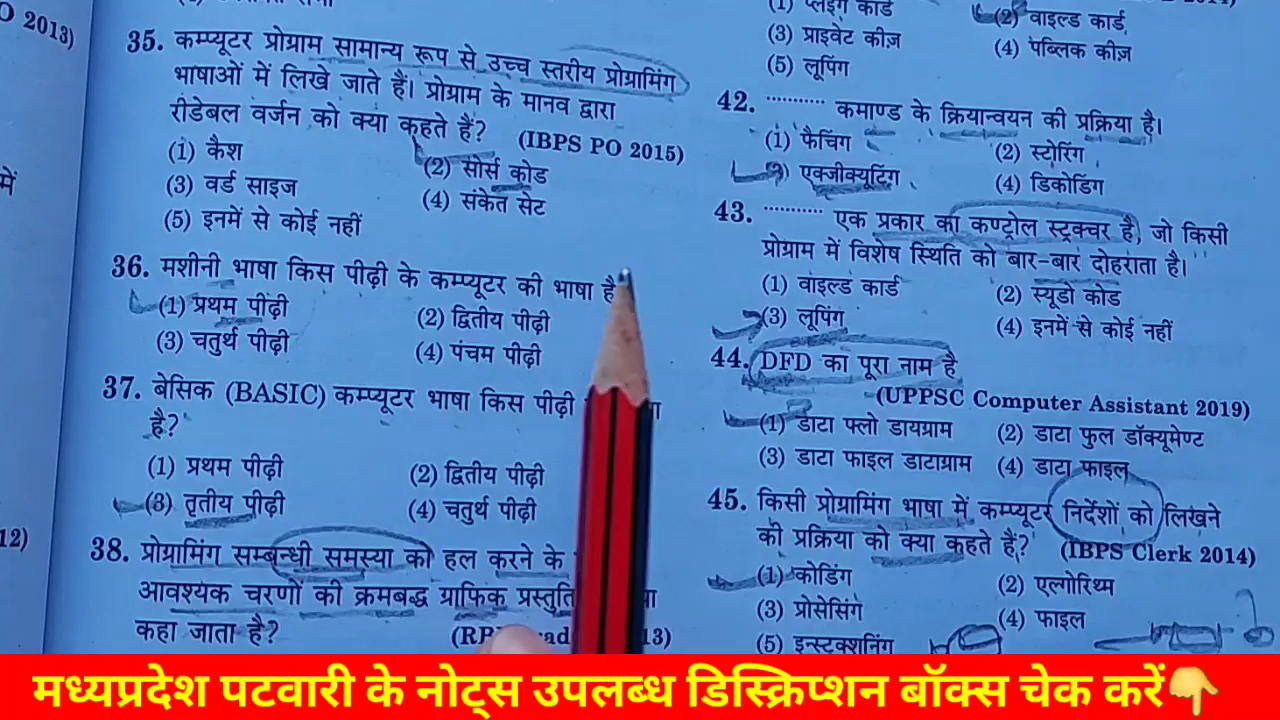 O 2013)
में
12)
35. कम्प्यूटर प्रोग्राम सामान्य रूप से उच्च स्तरीय प्रोग्रामिंग
भाषाओं में लिखे जाते हैं। प्रोग्राम के मानव द्वारा
रीडेबल वर्जन को क्या कहते हैं? (IBPS PO 2015)
(1) कैश (2) सोर्स कोड
(3) वर्ड साइज (4) संकेत सेट
(5) इनमें से कोई नहीं
36. मशीनी भाषा किस पीढ़ी के कम्प्यूटर की भाषा है
(1) प्रथम पीढ़ी (2) द्वितीय पीढ़ी
(3) चतुर्थ पीढ़ी (4) पंचम पीढ़ी
37. बेसिक (BASIC) कम्प्यूटर भाषा किस पीढ़ी
है?
(1) प्रथम पीढ़ी (2) द्वितीय पीढ़ी
(3) तृतीय पीढ़ी (4) चतुर्थ पीढ़ी
38. प्रोग्रामिंग सम्बन्धी समस्या को हल करने के
आवश्यक चरणों की क्रमबद्ध ग्राफिक प्रस्तुति
कहा जाता है?
(1) प्लेइंग कार्ड (2) वाइल्ड कार्ड
(3) प्राइवेट कीज़ (4) पब्लिक कीज़
(5) लूपिंग
42. ........... कमाण्ड के क्रियान्वयन की प्रक्रिया है।
(1) फैचिंग (2) स्टोरिंग
एक्जीक्यूटिंग (4) डिकोडिंग
43. ........... एक प्रकार का कण्ट्रोल स्ट्रक्चर है, जो किसी
प्रोग्राम में विशेष स्थिति को बार-बार दोहराता है।
(1) वाइल्ड कार्ड (2) स्यूडो कोड
(3) लूपिंग (4) इनमें से कोई नहीं
44. DFD का पूरा नाम है
(UPPSC Computer Assistant 2019)
(1) डाटा फ्लो डायग्राम (2) डाटा फुल डॉक्यूमेण्ट
(3) डाटा फाइल डाटाग्राम (4) डाटा फाइल
45. किसी प्रोग्रामिंग भाषा में कम्प्यूटर निर्देशों को लिखने
की प्रक्रिया को क्या कहते हैं? (IBPS Clerk 2014)
(1) कोडिंग (2) एल्गोरिथ्म
(3) प्रोसेसिंग (4) फाइल
(5) इन्स्ट्रक्शनिंग
मध्यप्रदेश पटवारी के नोट्स उपलब्ध डिस्क्रिप्शन बॉक्स चेक करें👇